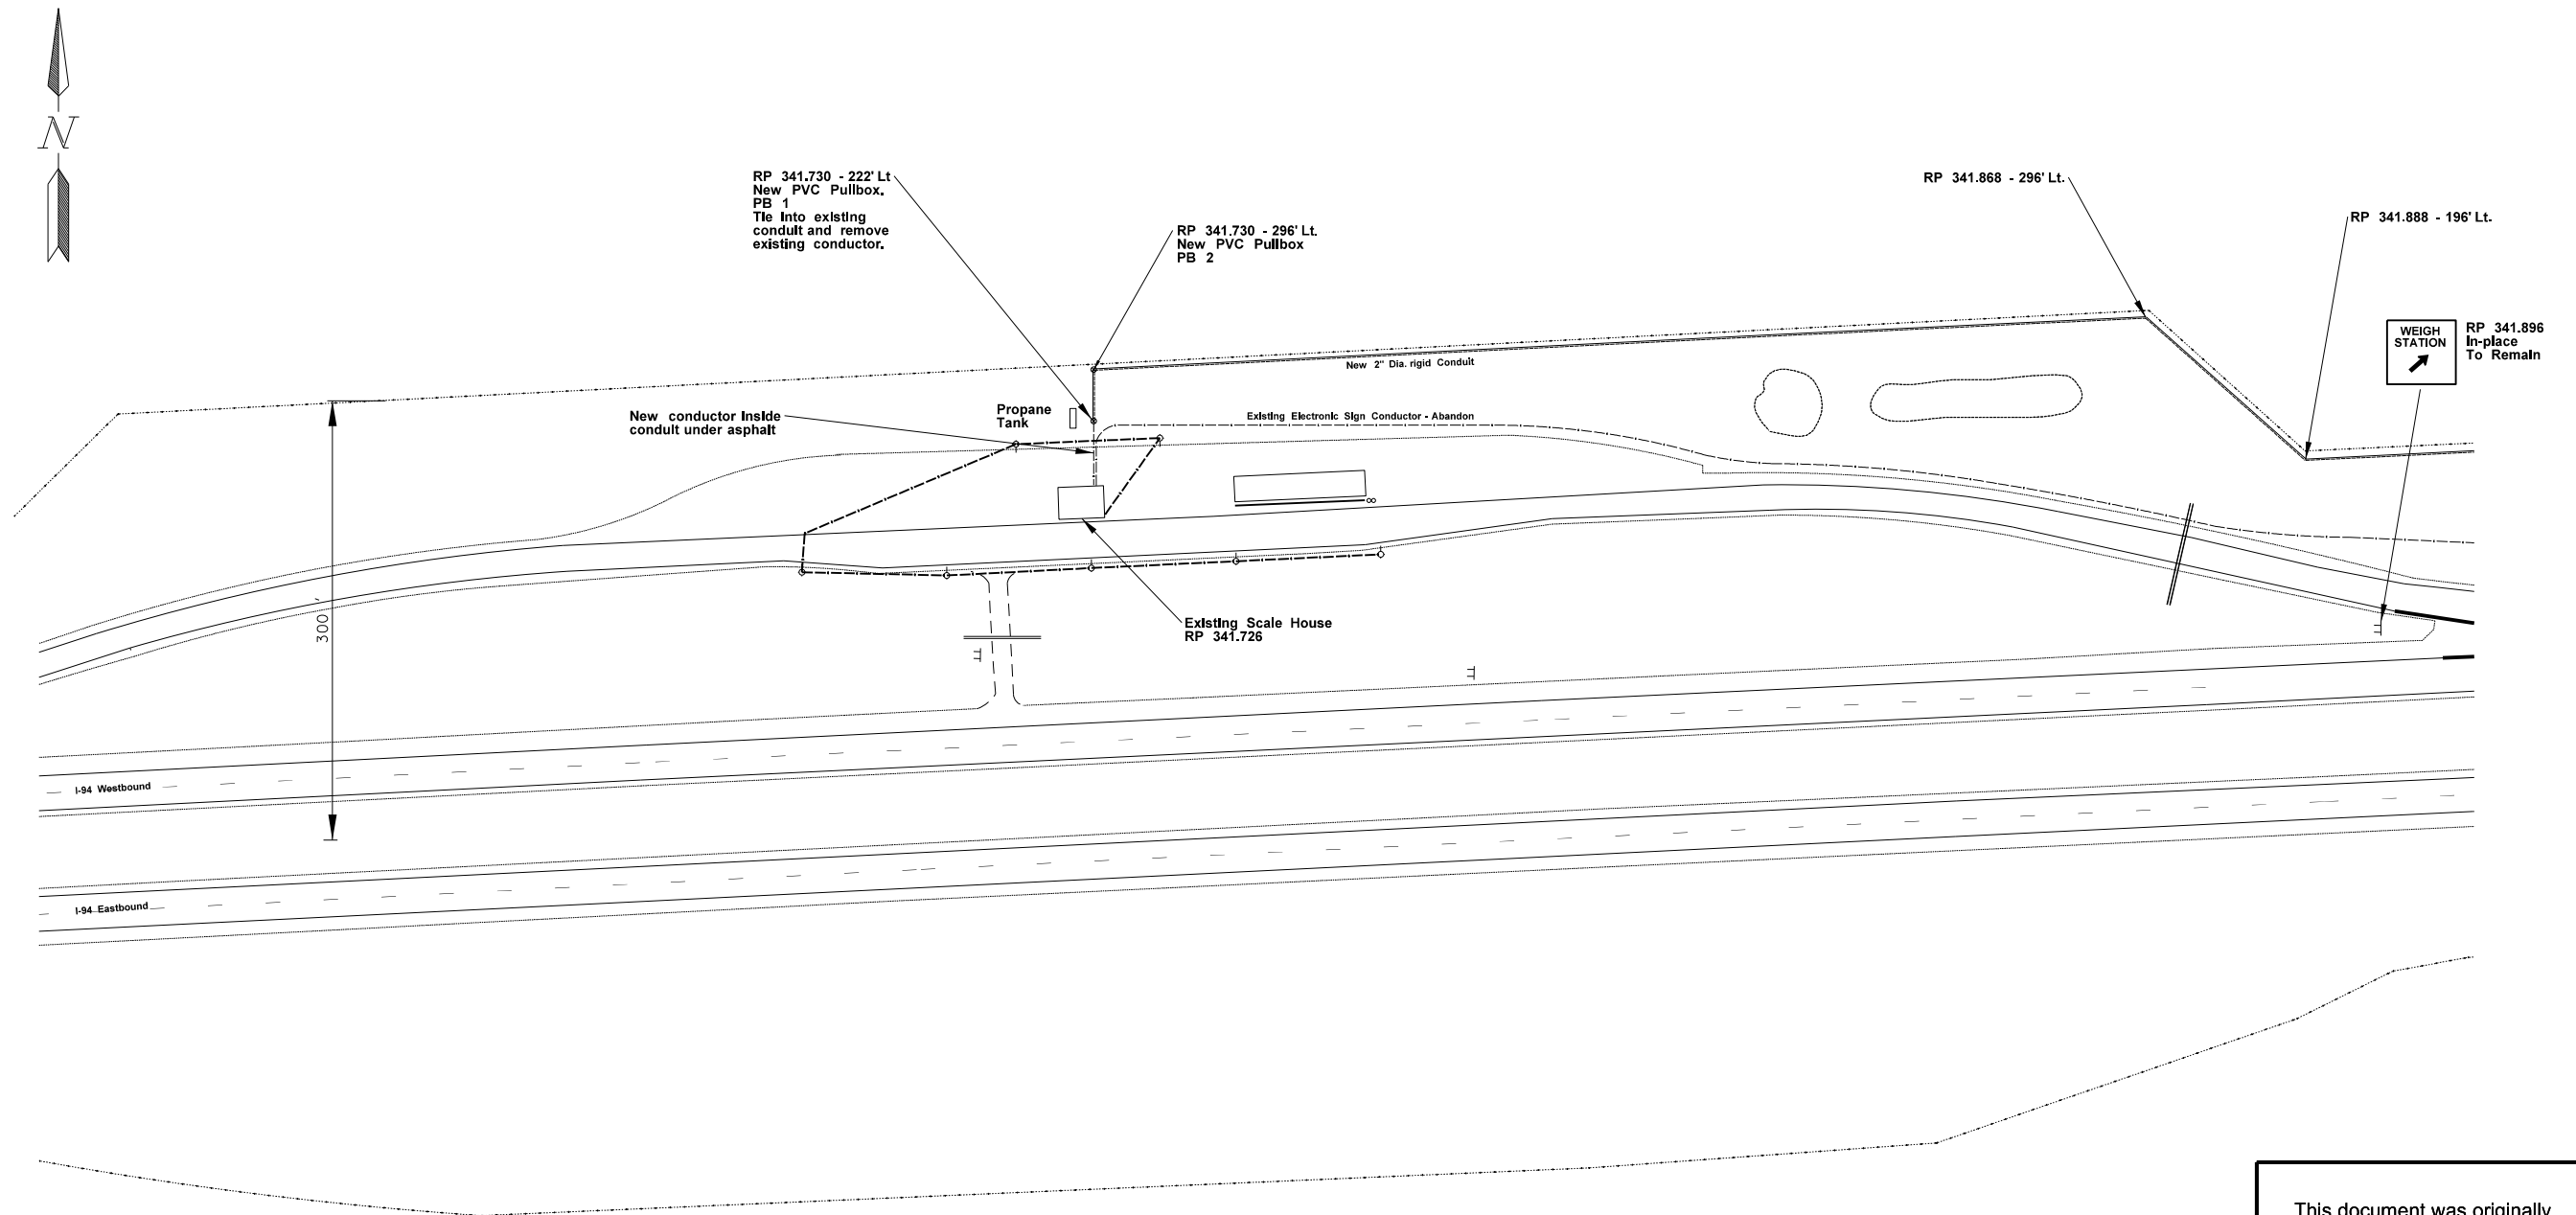 N
RP 341.730 - 222' Lt
New PVC Pullbox.
PB 1
Tie into existing
conduit and remove
existing conductor.
RP 341.730 - 296' Lt.
New PVC Pullbox
PB 2
RP 341.868 - 296' Lt.
RP 341.888 - 196' Lt.
WEIGH
STATION
RP 341.896
In-place
To Remain
New 2" Dia. rigid Conduit
New conductor inside
conduit under asphalt
Propane
Tank
Existing Electronic Sign Conductor - Abandon
300'
Existing Scale House
RP 341.726
I-94 Westbound
I-94 Eastbound
This document was originally